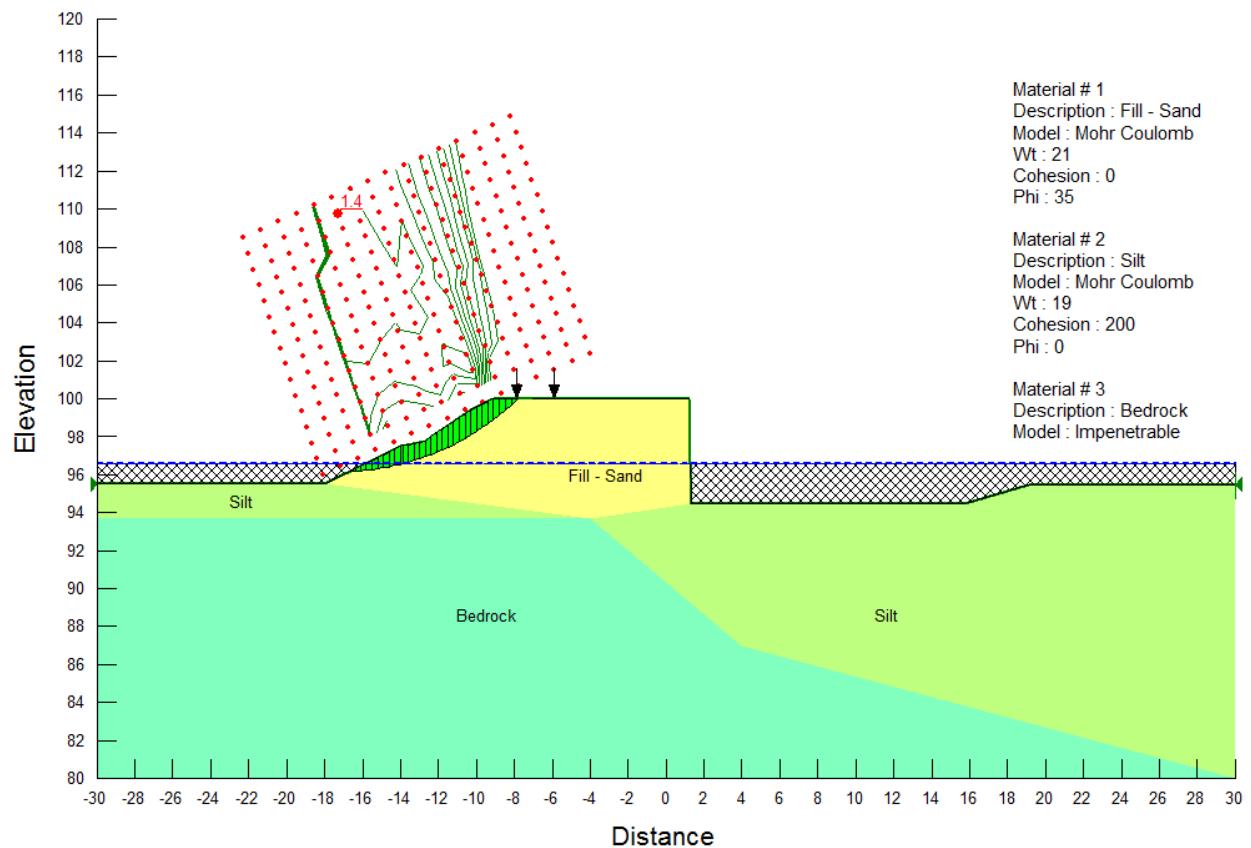 120
118
116
114
112
110
108
106
104
102
100
98
96
94
92
90
88
86
84
82
80
Elevation
1.4
Material # 1
Description : Fill - Sand
Model : Mohr Coulomb
Wt : 21
Cohesion : 0
Phi : 35
Material # 2
Description : Silt
Model : Mohr Coulomb
Wt : 19
Cohesion : 200
Phi : 0
Material # 3
Description : Bedrock
Model : Impenetrable
Fill - Sand
Silt
Bedrock
Silt
-30 -28 -26 -24 -22 -20 -18 -16 -14 -12 -10 -8 -6 -4 -2 0 2 4 6 8 10 12 14 16 18 20 22 24 26 28 30
Distance